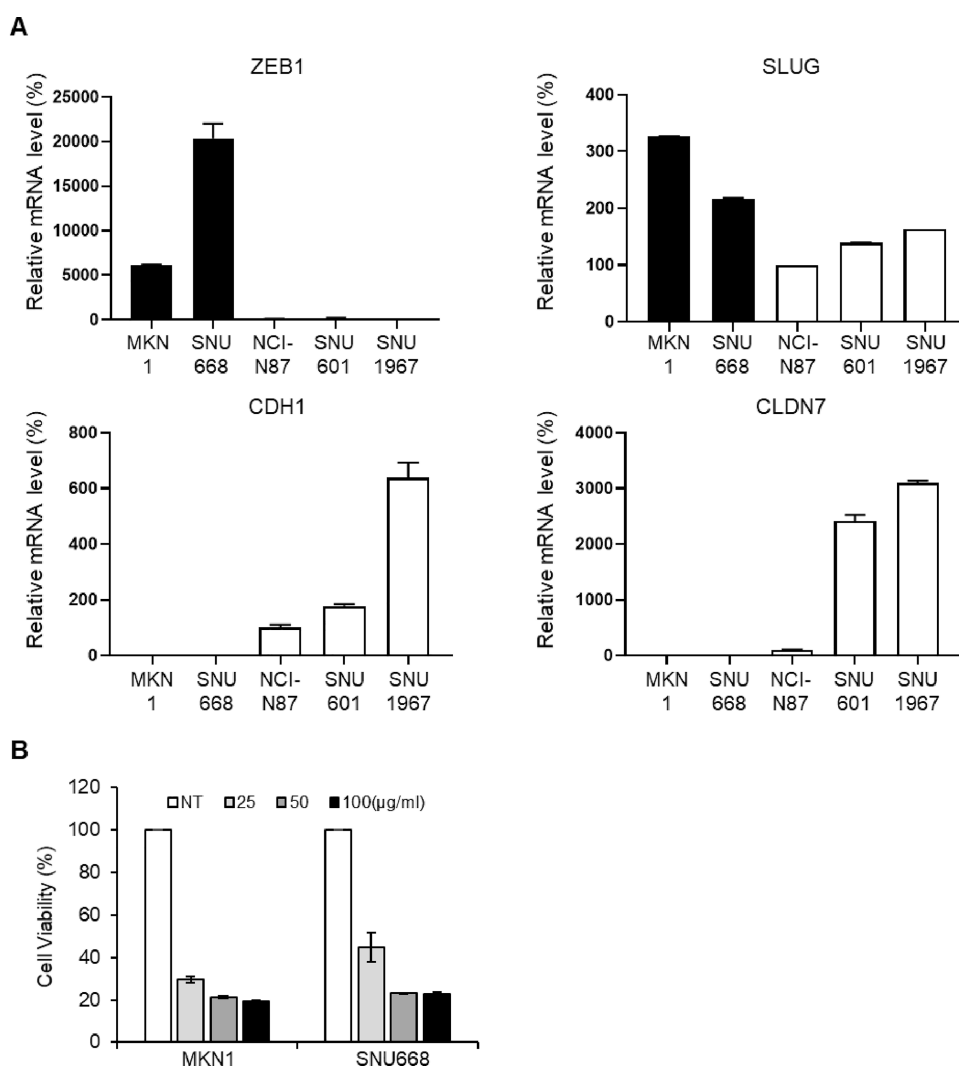 A
ZEB1
Relative mRNA level (%)
25000
20000
15000
10000
5000
0
MKN 1
SNU 668
NCI-N87
SNU 601
SNU 1967
SLUG
Relative mRNA level (%)
400
300
200
100
0
MKN 1
SNU 668
NCI-N87
SNU 601
SNU 1967
CDH1
Relative mRNA level (%)
800
600
400
200
0
MKN 1
SNU 668
NCI-N87
SNU 601
SNU 1967
CLDN7
Relative mRNA level (%)
4000
3000
2000
1000
0
MKN 1
SNU 668
NCI-N87
SNU 601
SNU 1967
B
Cell Viability (%)
120
100
80
60
40
20
0
NT 25 50 100(μg/ml)
MKN1 SNU668